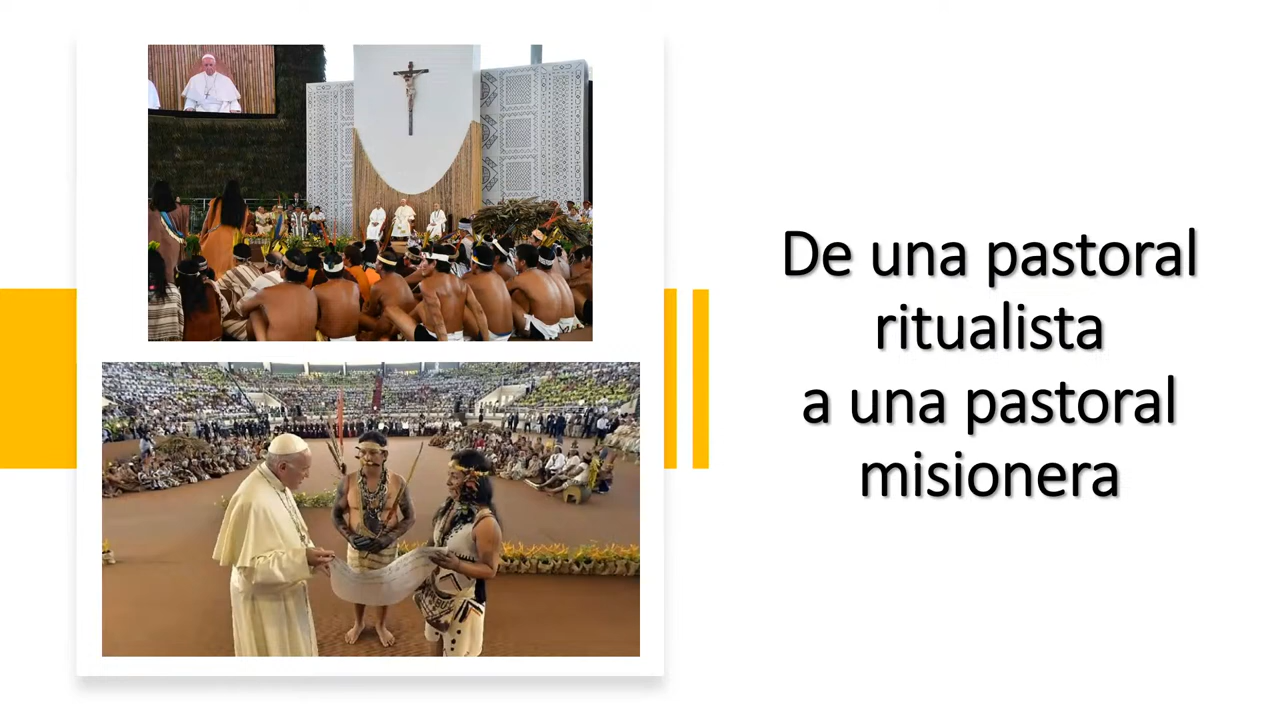 De una pastoral
ritualista
a una pastoral
misionera